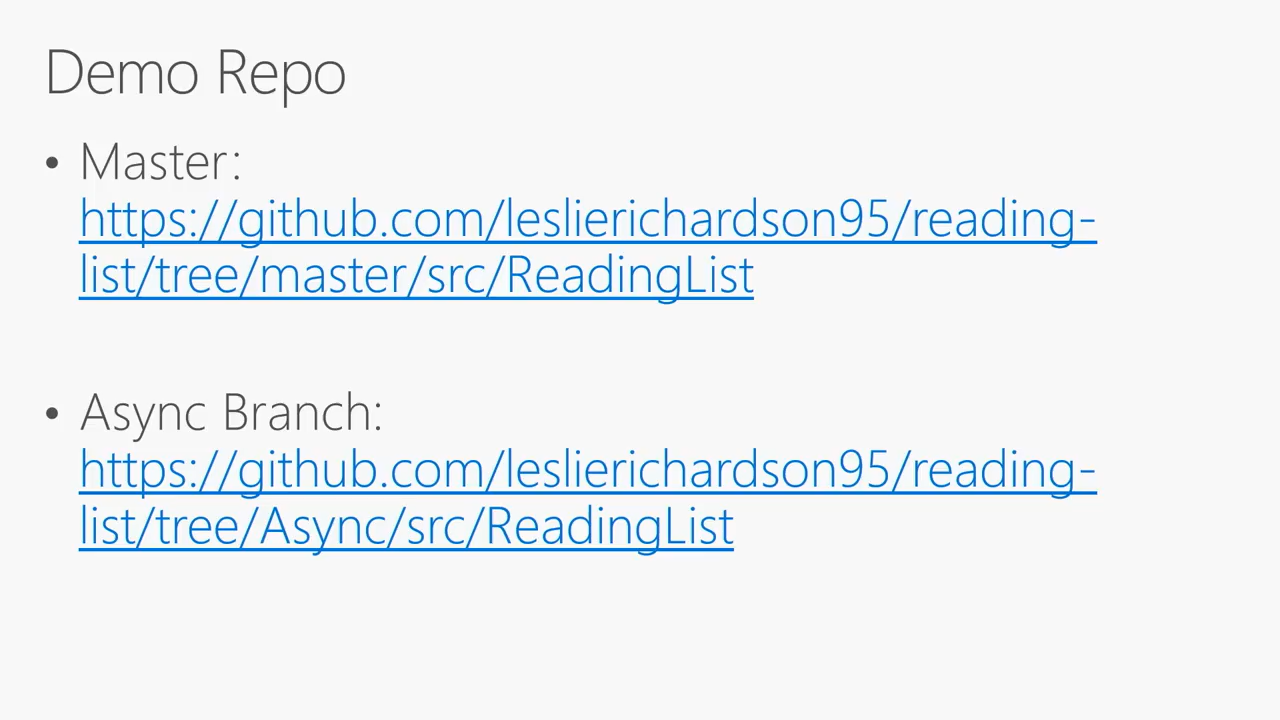 Demo Repo
• Master:
https://github.com/leslierichardson95/reading-
list/tree/master/src/ReadingList
• Async Branch:
https://github.com/leslierichardson95/reading-
list/tree/Async/src/ReadingList